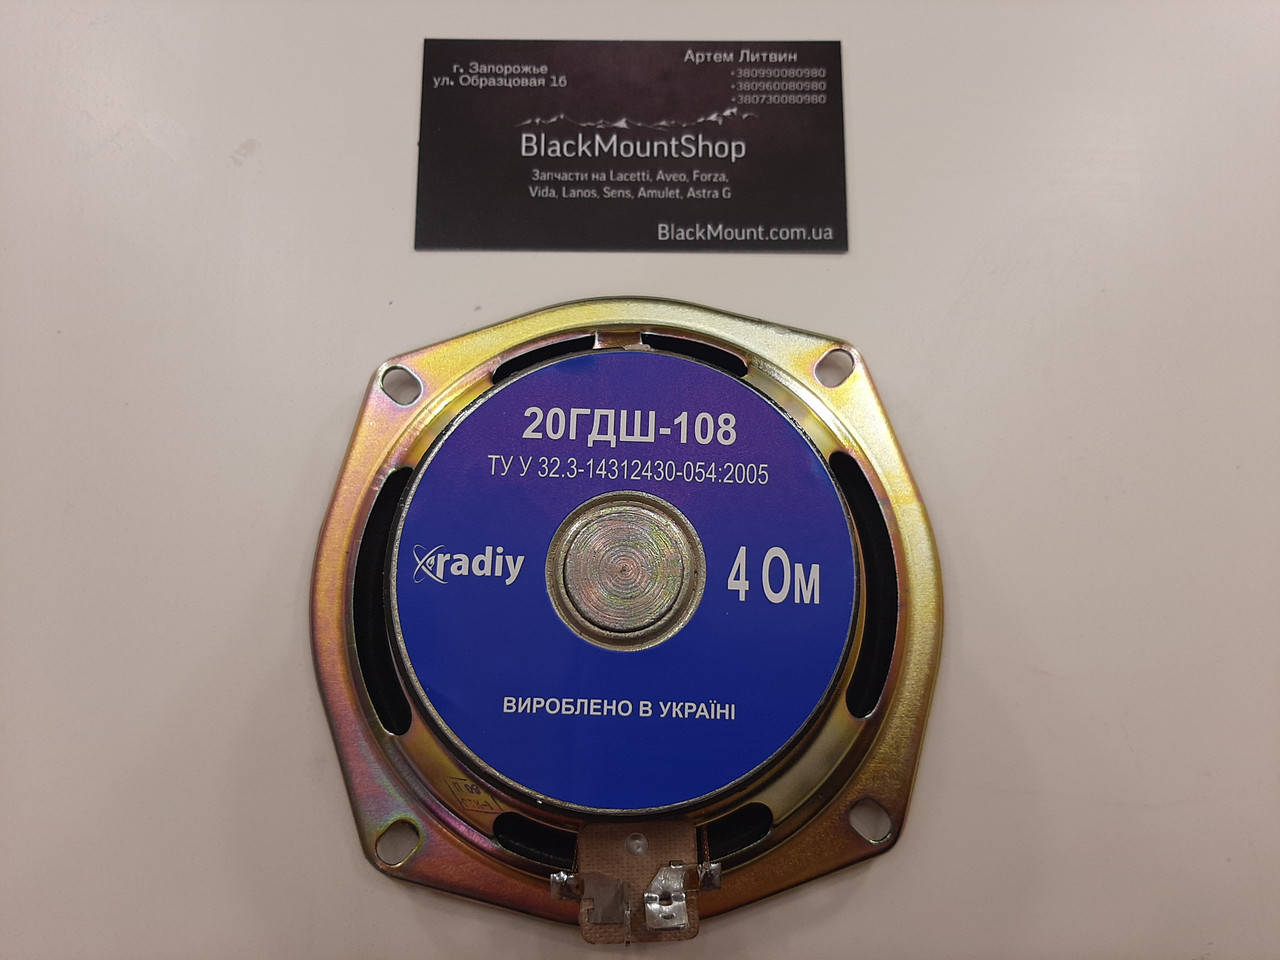 г. Запорожье
ул. Образцовая 1б
Артем Литвин
+380990080980
+380960080980
+380730080980
BlackMountShop
Запчасти на Lacetti, Aveo, Forza,
Vida, Lanos, Sens, Amulet, Astra G
BlackMount.com.ua
20ГДШ-108
ТУ У 32.3-14312430-054:2005
radiy
4 Ом
ВИРОБЛЕНО В УКРАЇНІ